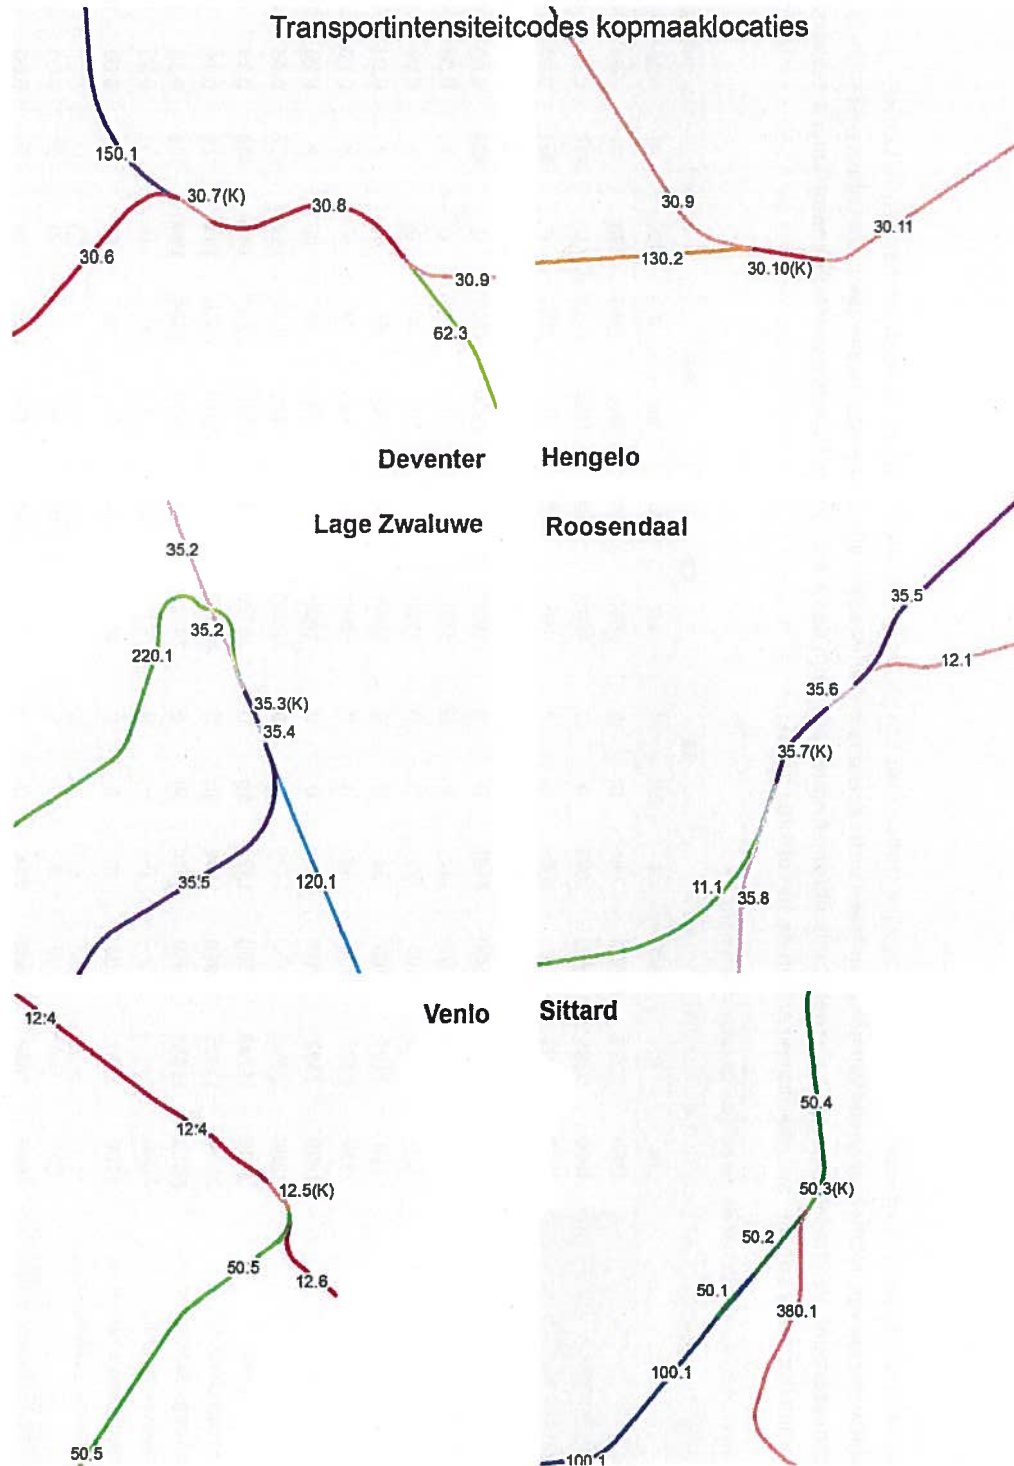 Transportintensiteitcodes kopmaaklocaties
150.1
30.7(K)
30.8
30.6
30.9
62.3
Deventer
30.9
30.11
130.2
30.10(K)
Hengelo
Lage Zwaluwe
35.2
35.2
220.1
35.3(K)
35.4
35.5
120.1
Roosendaal
35.5
12.1
35.6
35.7(K)
11.1
35.8
Venlo
12.4
12.4
12.5(K)
50.5
12.6
50.5
Sittard
50.4
50.3(K)
50.2
50.1
380.1
100.1
100.1